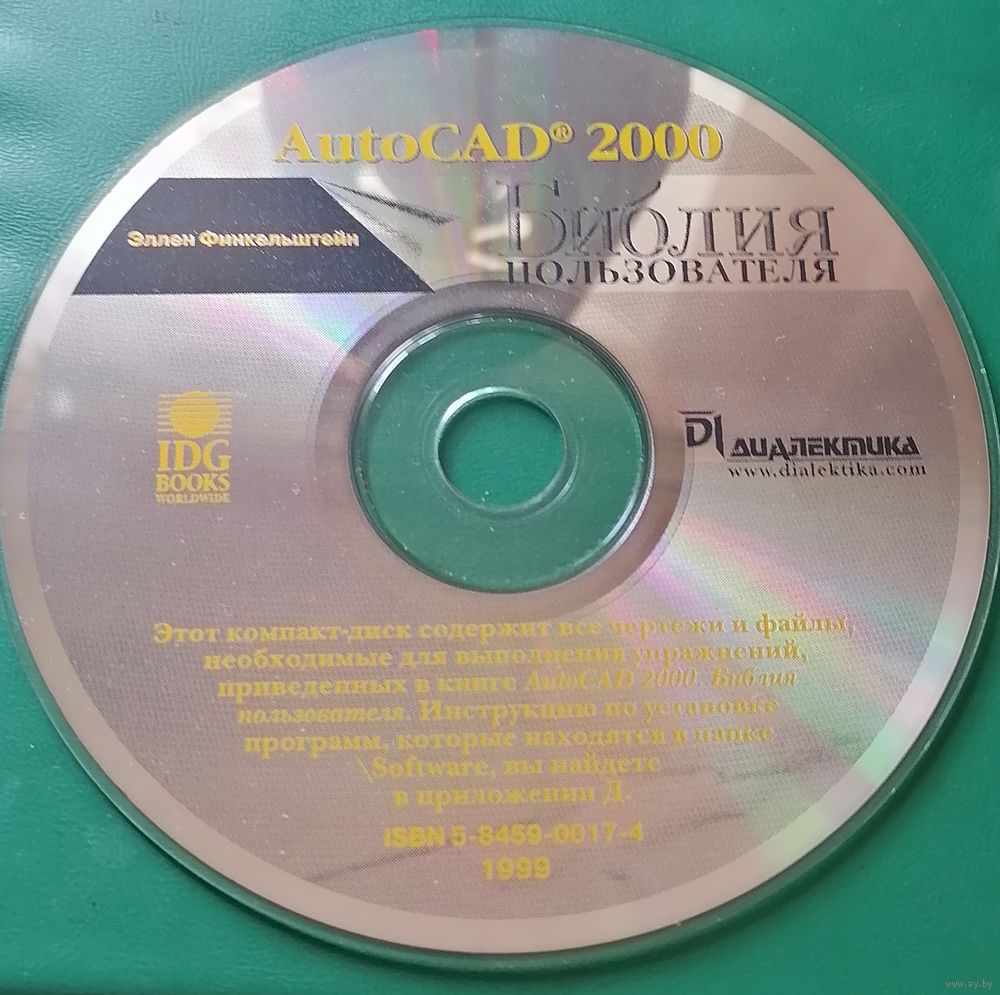 AutoCAD® 2000
Библия
ПОЛЬЗОВАТЕЛЯ
Эллен Финкельштейн
IDG
BOOKS
WORLDWIDE
DI ДИАЛЕКТИКА
www.dialektika.com
Этот компакт-диск содержит все чертежи и файлы,
необходимые для выполнения упражнений,
приведенных в книге AutoCAD 2000. Библия
пользователя. Инструкцию по установке
программ, которые находятся в папке
\Software, вы найдете
в приложении Д.
ISBN 5-8459-0017-4
1999
www.ay.by